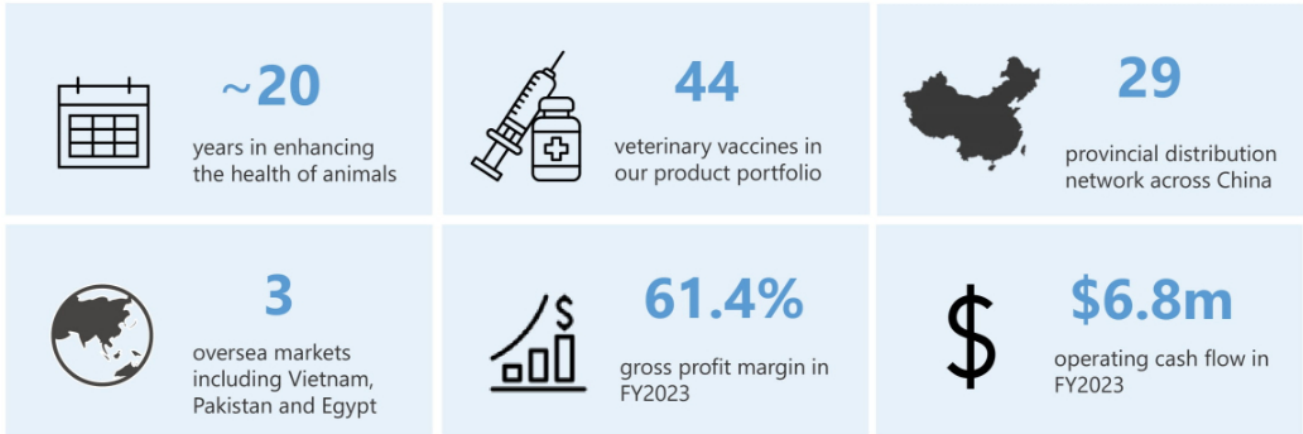 ~20
years in enhancing
the health of animals
44
veterinary vaccines in
our product portfolio
29
provincial distribution
network across China
3
oversea markets
including Vietnam,
Pakistan and Egypt
$
61.4%
gross profit margin in
FY2023
$
$6.8m
operating cash flow in
FY2023